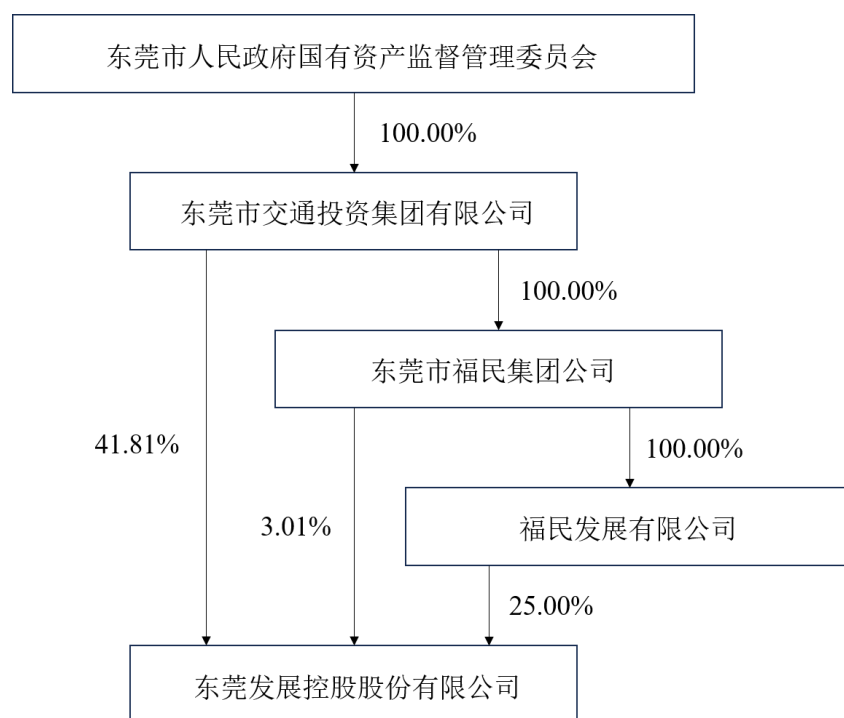 东莞市人民政府国有资产监督管理委员会
100.00%
东莞市交通投资集团有限公司
100.00%
东莞市福民集团公司
41.81%
100.00%
3.01%
福民发展有限公司
25.00%
东莞发展控股股份有限公司